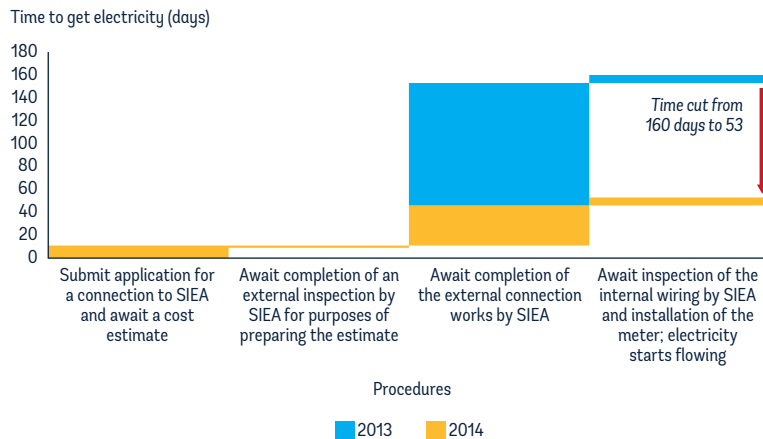 Time to get electricity (days)
180
160
140
120
100
80
60
40
20
0
Time cut from
160 days to 53
Submit application for
a connection to SIEA
and await a cost
estimate
Await completion of an
external inspection by
SIEA for purposes of
preparing the estimate
Await completion of
the external connection
works by SIEA
Await inspection of the
internal wiring by SIEA
and installation of the
meter; electricity
starts flowing
Procedures
2013
2014